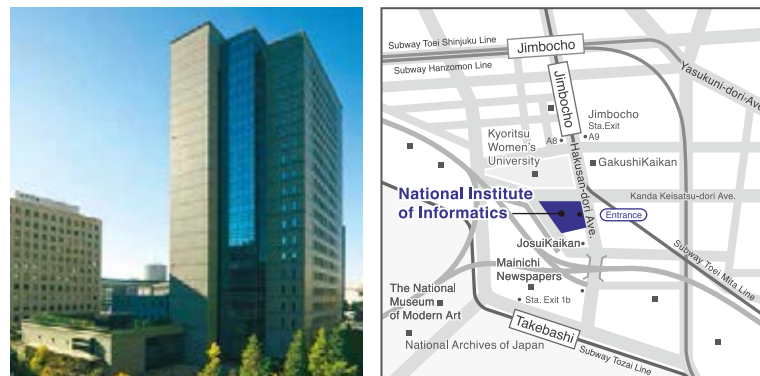 Subway Toei Shinjuku Line
Jimbocho
Subway Hanzomon Line
Yasukuni-dori Ave.
Jimbocho
Jimbocho
Sta.Exit
A8
A9
Kyoritsu
Women's
University
Hakusan-dori Ave.
GakushiKaikan
National Institute
of Informatics
Kanda Keisatsu-dori Ave.
Entrance
JosuiKaikan
Subway Toei Mita Line
Mainichi
Newspapers
The National
Museum
of Modern Art
Sta. Exit 1b
Takebashi
National Archives of Japan
Subway Tozai Line